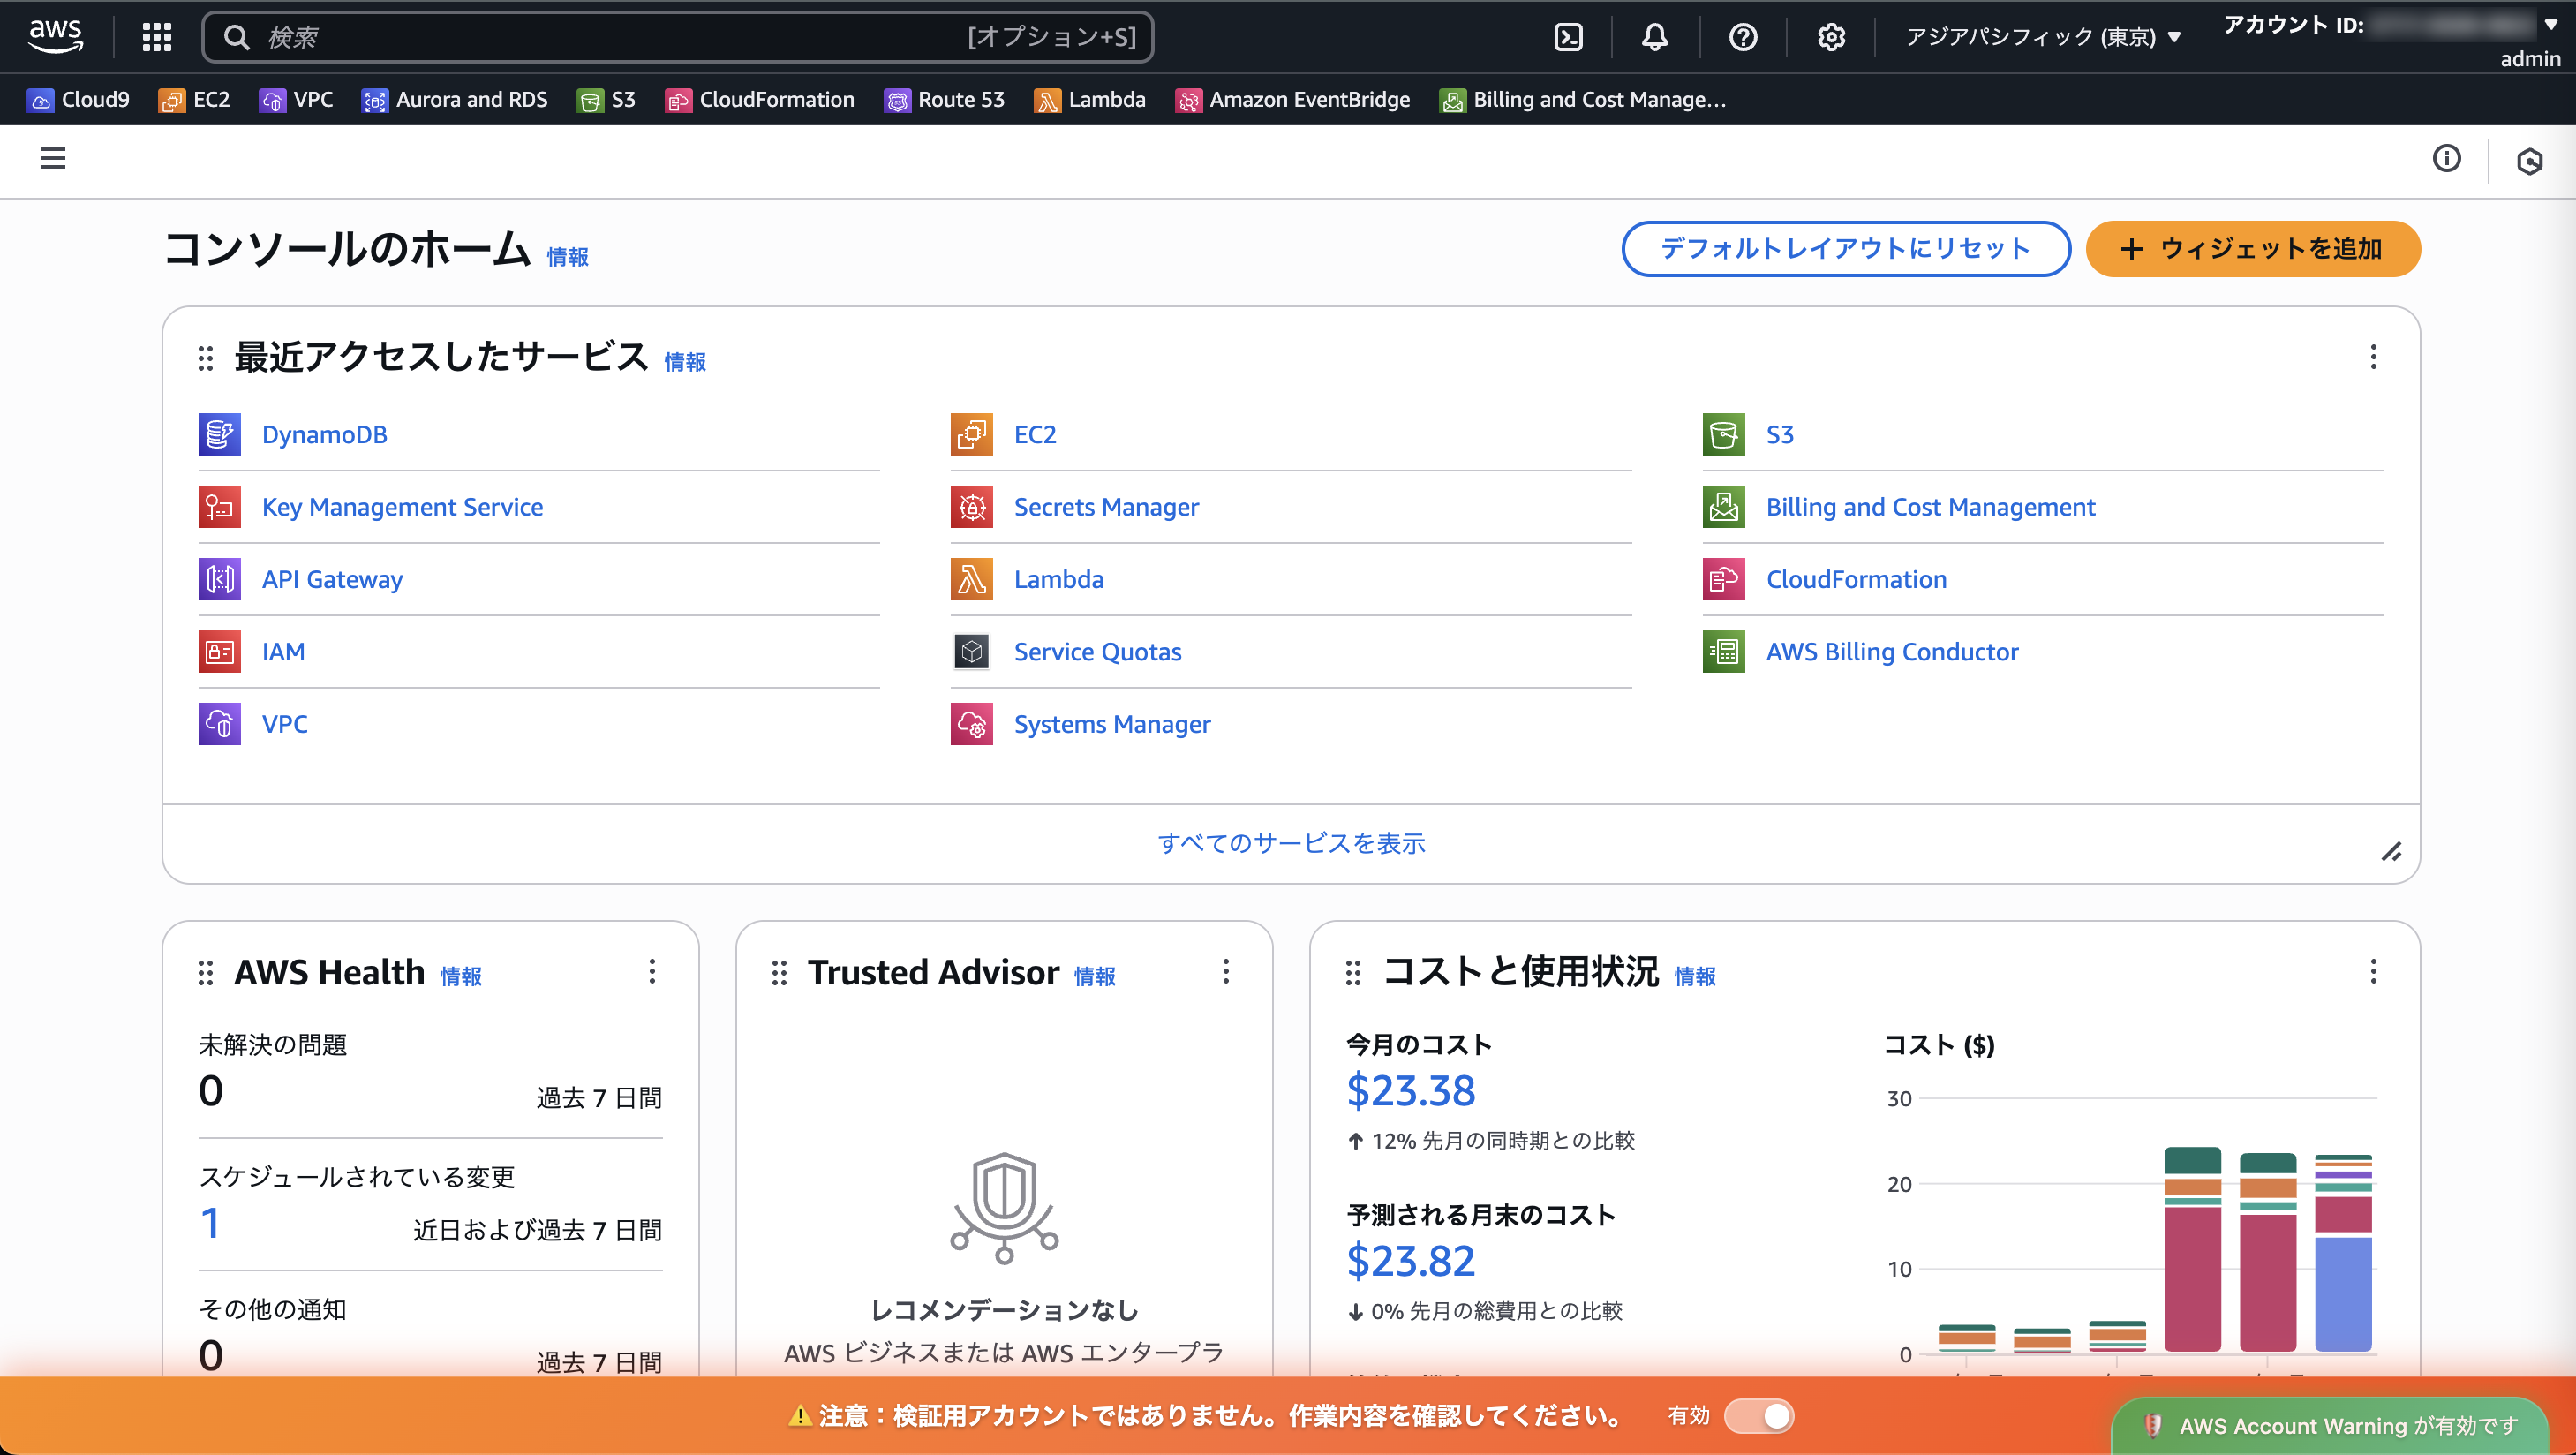 aws
検索 [オプション+S]
アジアパシフィック (東京)
アカウント ID:
admin
Cloud9 EC2 VPC Aurora and RDS S3 CloudFormation Route 53 Lambda Amazon EventBridge Billing and Cost Manage...
コンソールのホーム 情報
デフォルトレイアウトにリセット
ウィジェットを追加
最近アクセスしたサービス 情報
DynamoDB EC2 S3
Key Management Service Secrets Manager Billing and Cost Management
API Gateway Lambda CloudFormation
IAM Service Quotas AWS Billing Conductor
VPC Systems Manager
すべてのサービスを表示
AWS Health 情報
未解決の問題
0 過去 7 日間
スケジュールされている変更
1 近日および過去 7 日間
その他の通知
0 過去 7 日間
Trusted Advisor 情報
レコメンデーションなし
AWS ビジネスまたは AWS エンタープラ
コストと使用状況 情報
今月のコスト
$23.38
↑ 12% 先月の同時期との比較
予測される月末のコスト
$23.82
↓ 0% 先月の総費用との比較
コスト ($)
30
20
10
0
⚠️ 注意：検証用アカウントではありません。作業内容を確認してください。 有効
AWS Account Warning が有効です